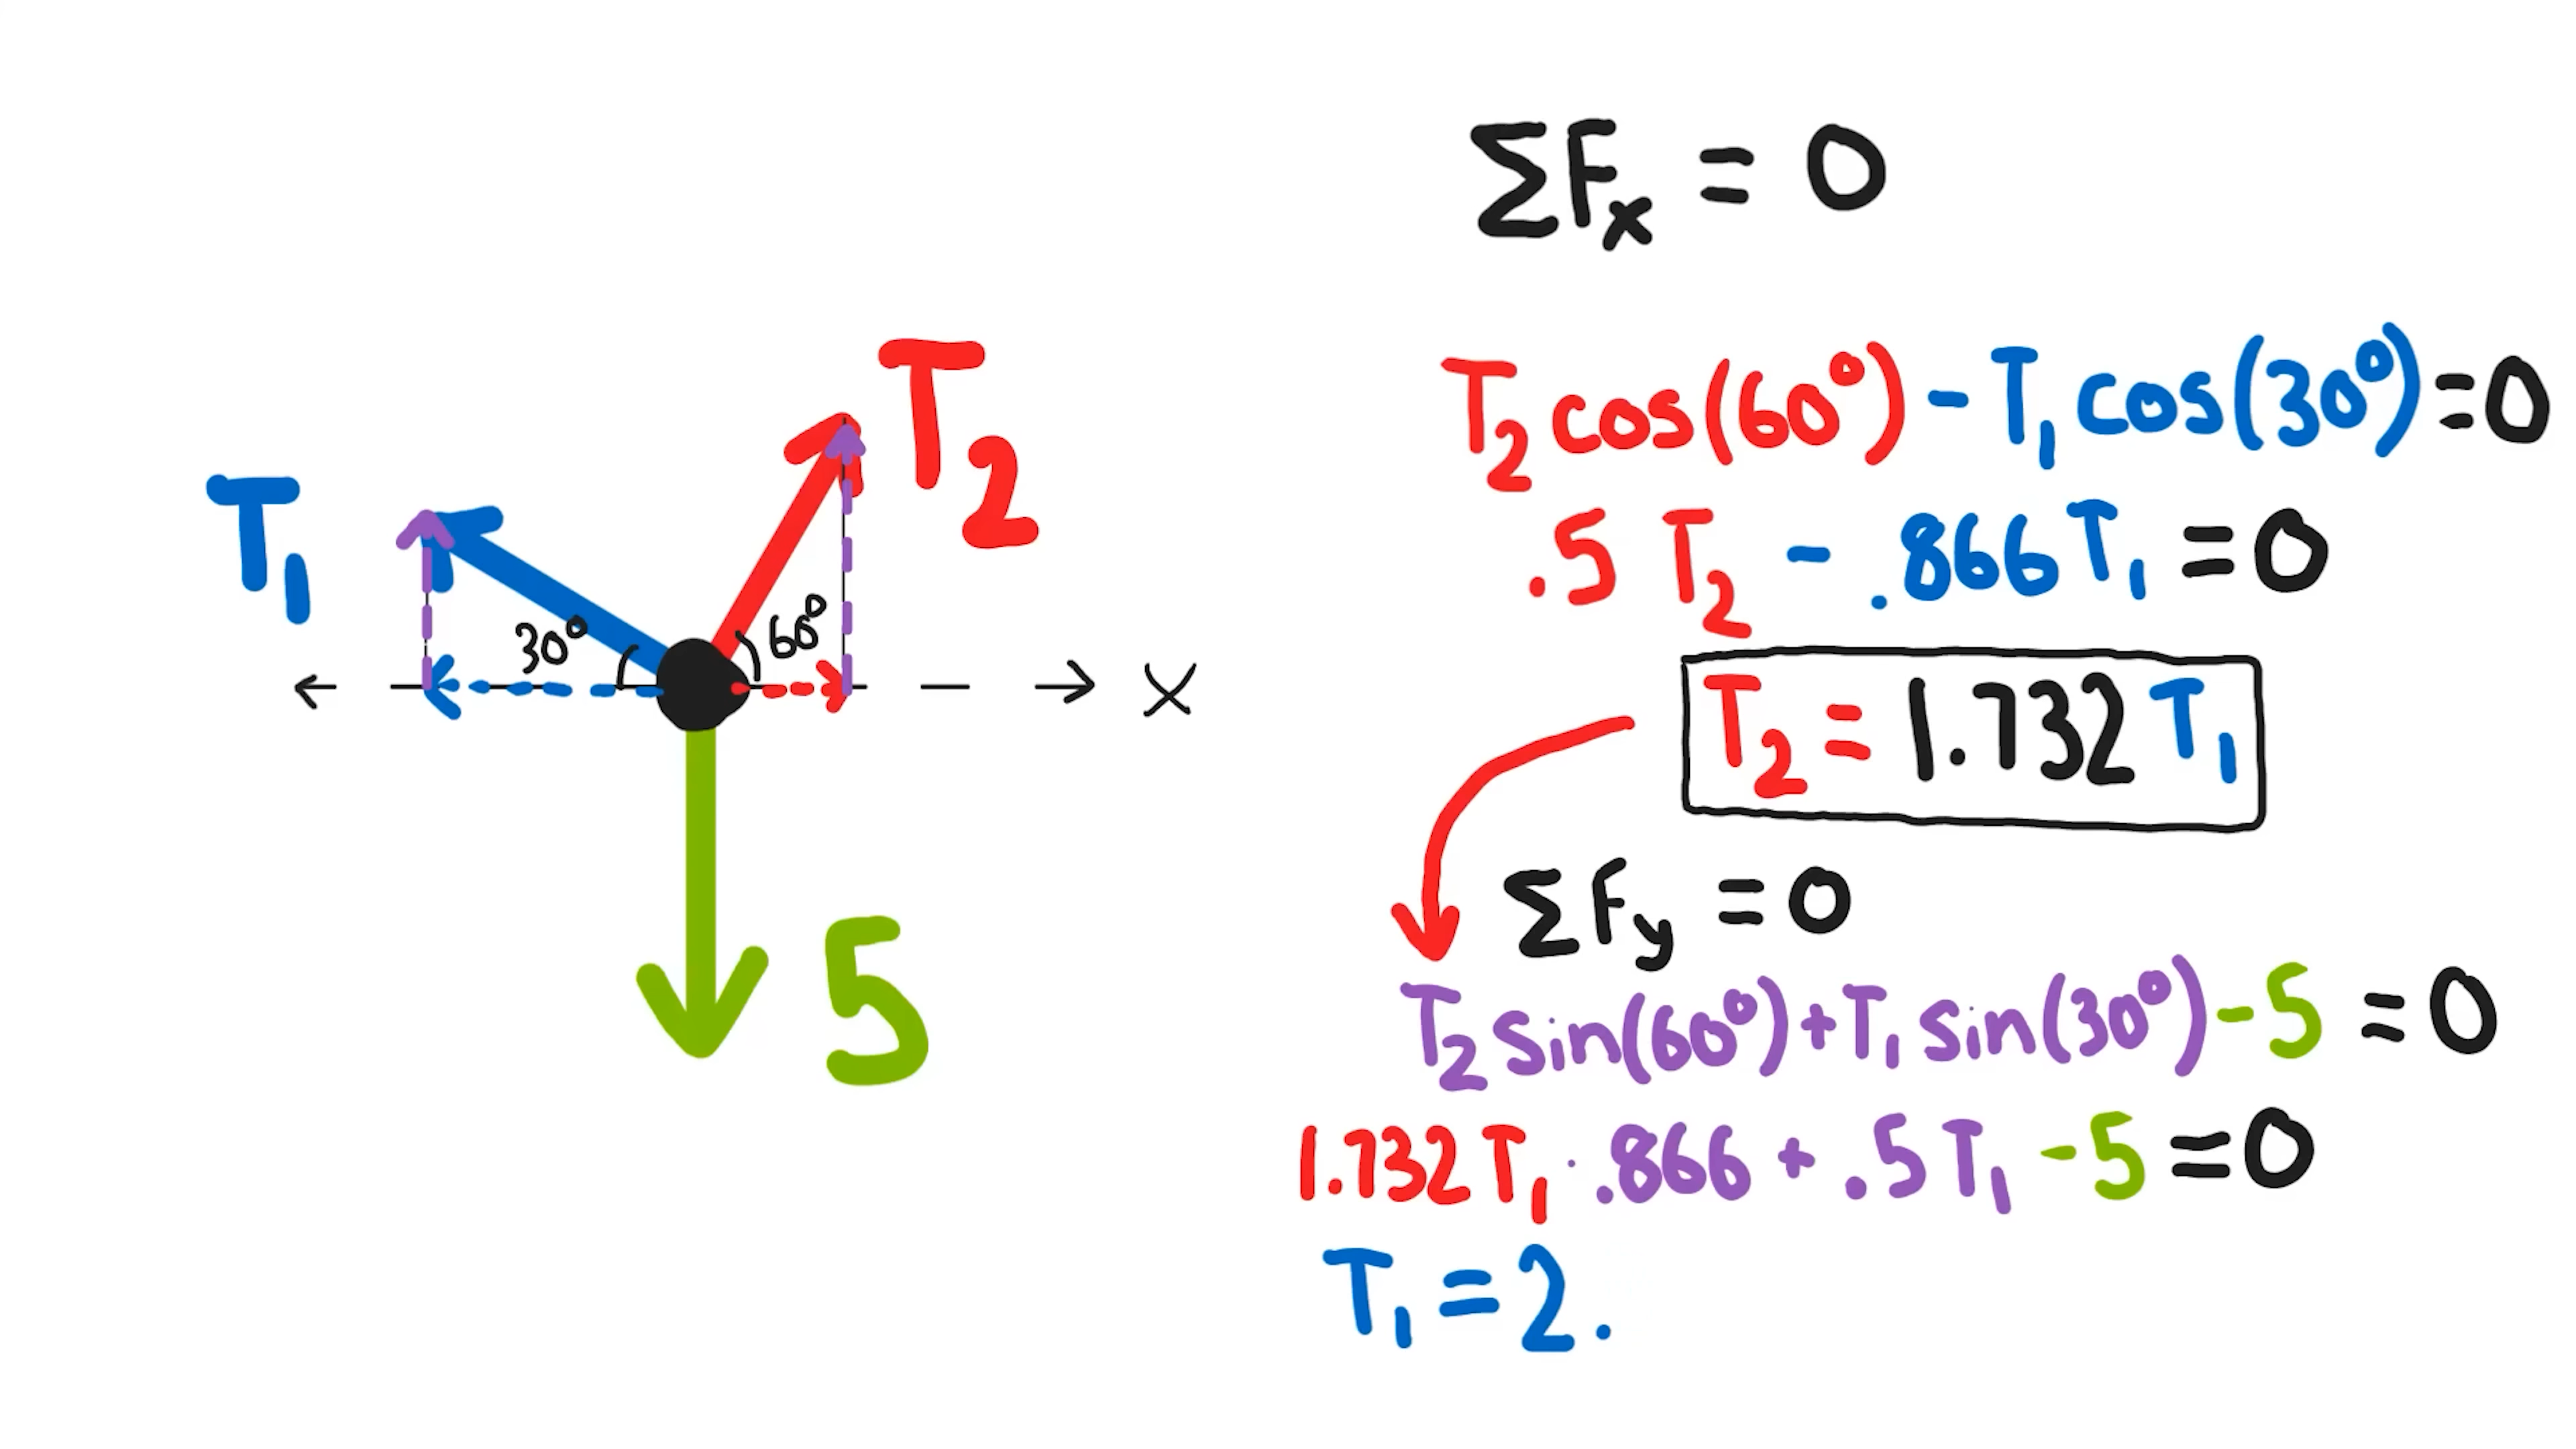 ΣFx = 0
T2 cos(60°) - T1 cos(30°) = 0
.5 T2 - .866 T1 = 0
T2 = 1.732 T1
ΣFy = 0
T2 sin(60°) + T1 sin(30°) - 5 = 0
1.732 T1 · .866 + .5 T1 - 5 = 0
T1 = 2.
T1
T2
30°
60°
x
5